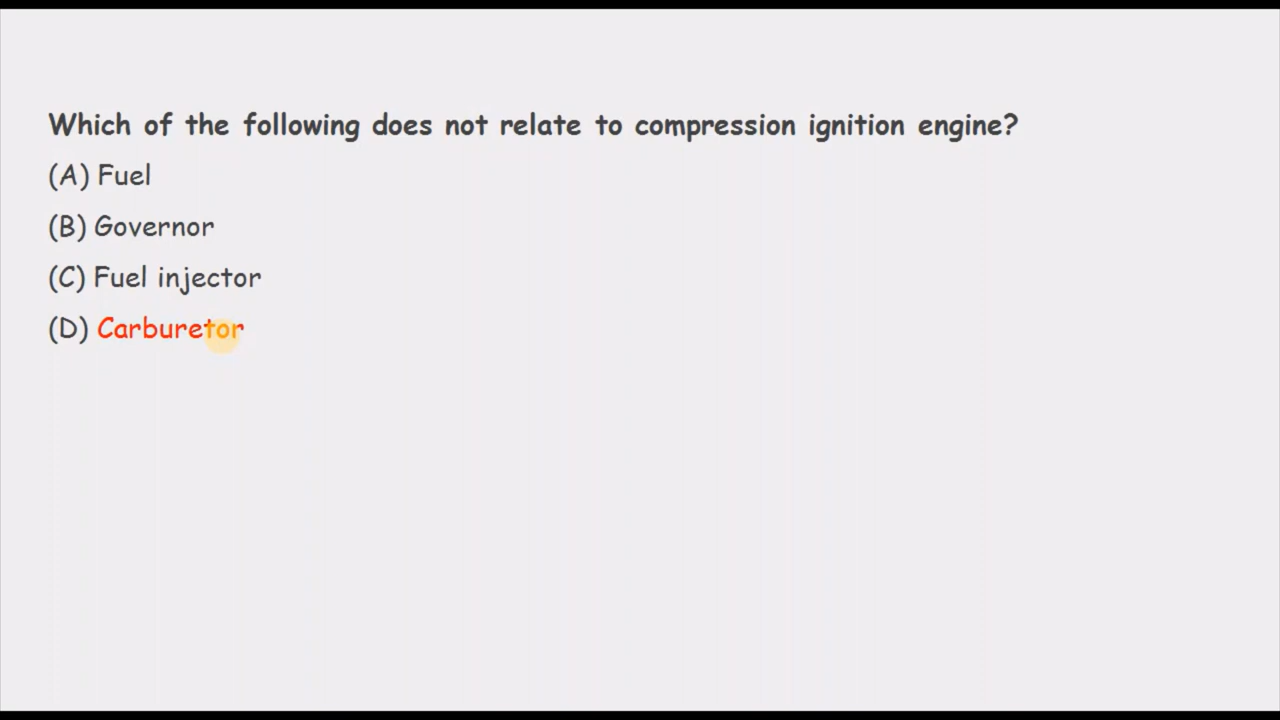 Which of the following does not relate to compression ignition engine?
(A) Fuel
(B) Governor
(C) Fuel injector
(D) Carburetor